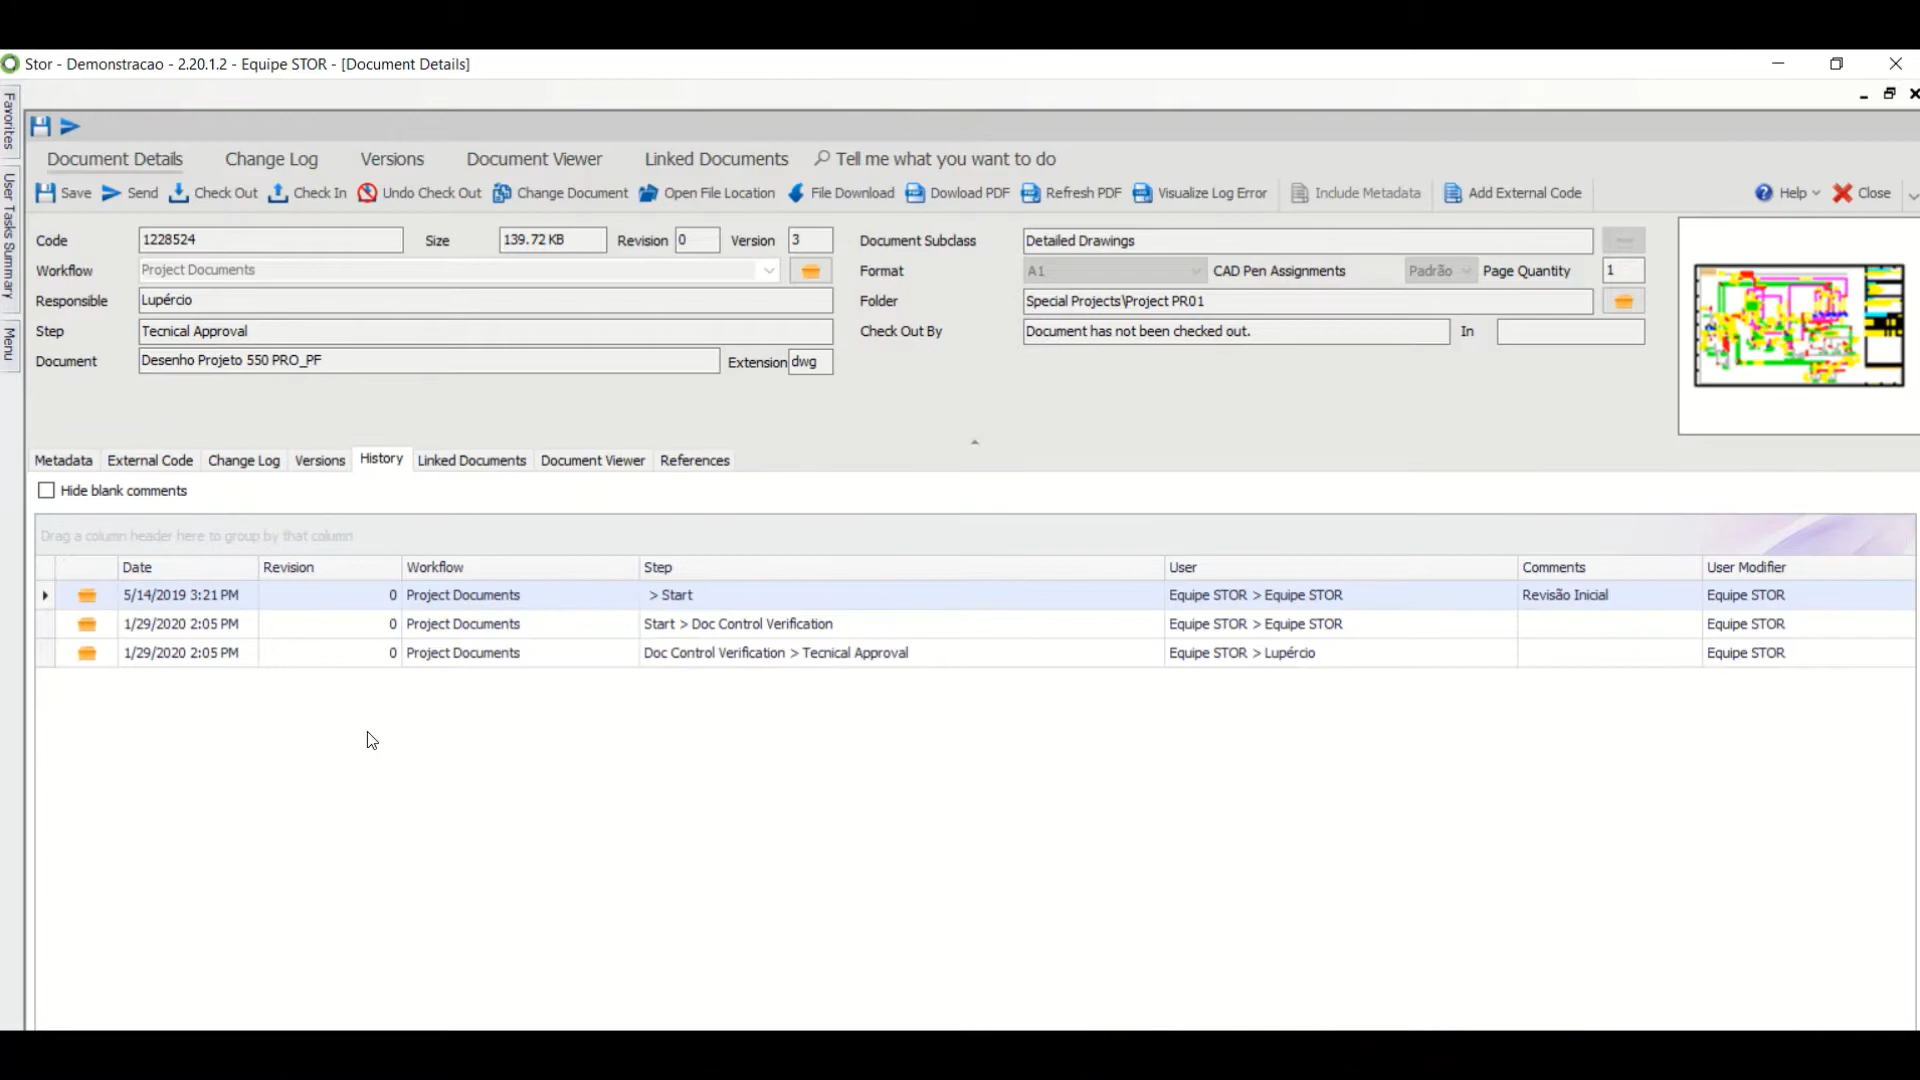 Stor - Demonstracao - 2.20.1.2 - Equipe STOR - [Document Details]
Favorites
User Tasks Summary
Menu
Document Details Change Log Versions Document Viewer Linked Documents Tell me what you want to do
Save Send Check Out Check In Undo Check Out Change Document Open File Location File Download Dowload PDF Refresh PDF Visualize Log Error Include Metadata Add External Code Help Close
Code 1228524 Size 139.72 KB Revision 0 Version 3 Document Subclass Detailed Drawings
Workflow Project Documents Format A1 CAD Pen Assignments Padrão Page Quantity 1
Responsible Lupércio Folder Special Projects\Project PR01
Step Tecnical Approval Check Out By Document has not been checked out. In
Document Desenho Projeto 550 PRO_PF Extension dwg
Metadata External Code Change Log Versions History Linked Documents Document Viewer References
Hide blank comments
Drag a column header here to group by that column
Date Revision Workflow Step User Comments User Modifier
5/14/2019 3:21 PM 0 Project Documents > Start Equipe STOR > Equipe STOR Revisão Inicial Equipe STOR
1/29/2020 2:05 PM 0 Project Documents Start > Doc Control Verification Equipe STOR > Equipe STOR Equipe STOR
1/29/2020 2:05 PM 0 Project Documents Doc Control Verification > Tecnical Approval Equipe STOR > Lupércio Equipe STOR